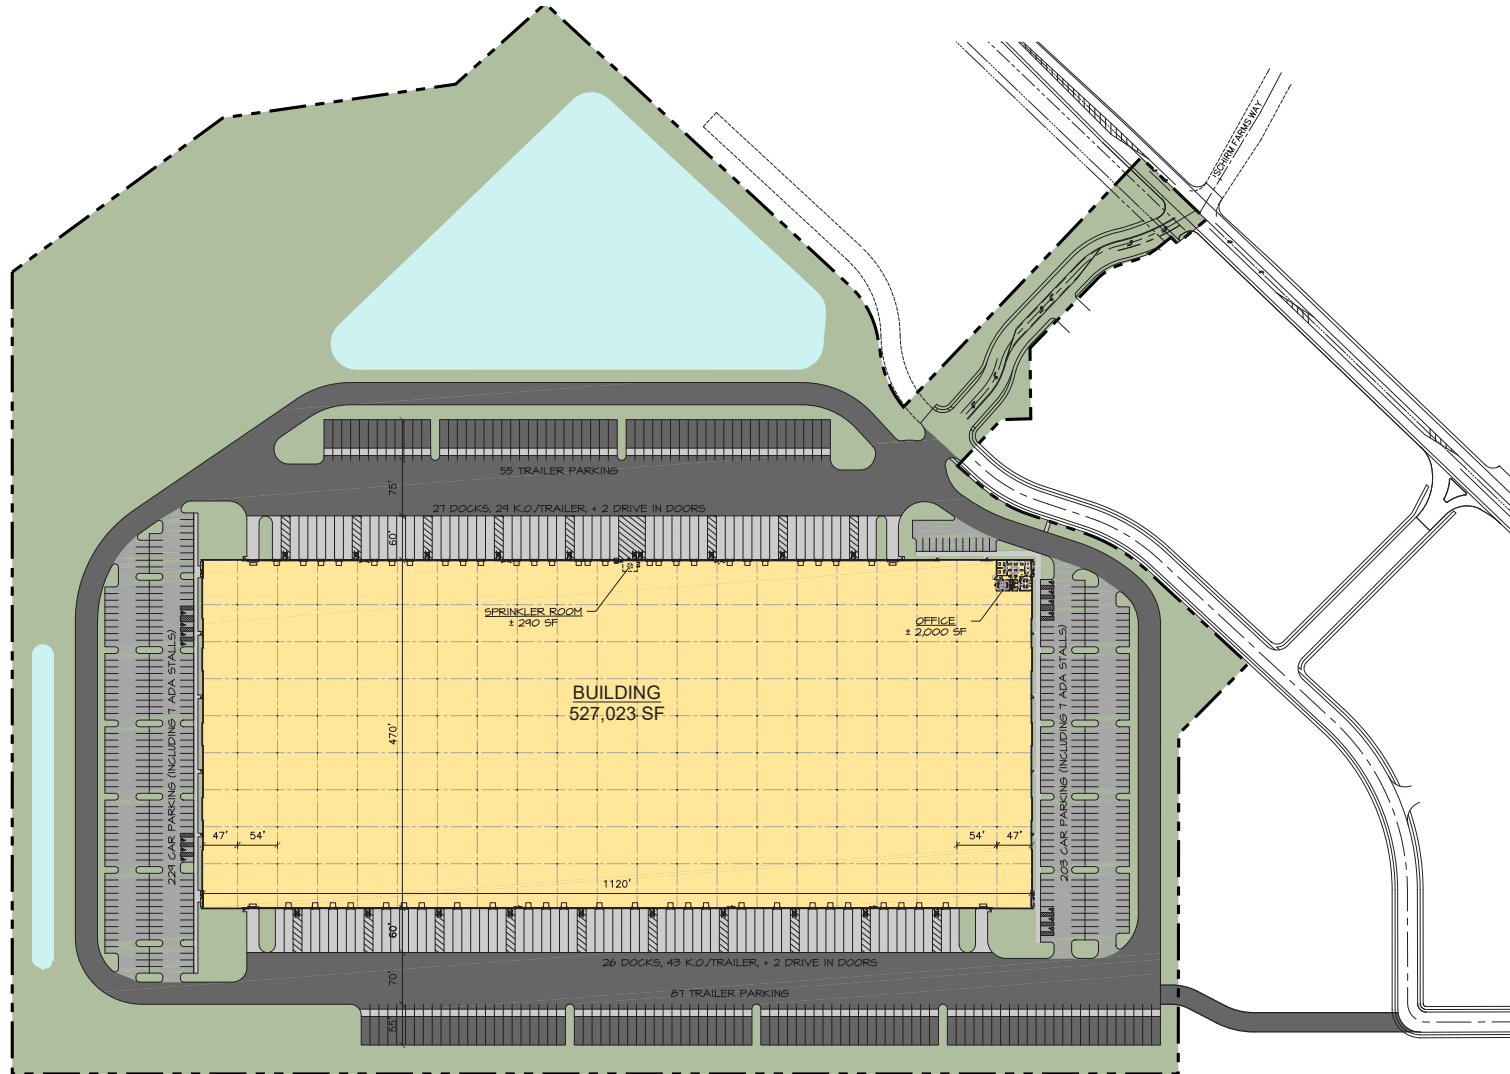 TSCHIRM FARMS WAY
55 TRAILER PARKING
75'
27 DOCKS, 29 K.O./TRAILER, + 2 DRIVE IN DOORS
60'
SPRINKLER ROOM
± 290 SF
OFFICE
± 2,000 SF
229 CAR PARKING (INCLUDING 7 ADA STALLS)
203 CAR PARKING (INCLUDING 7 ADA STALLS)
BUILDING
527,023 SF
470'
47'
54'
54'
47'
1120'
60'
26 DOCKS, 43 K.O./TRAILER, + 2 DRIVE IN DOORS
70'
87 TRAILER PARKING
55'